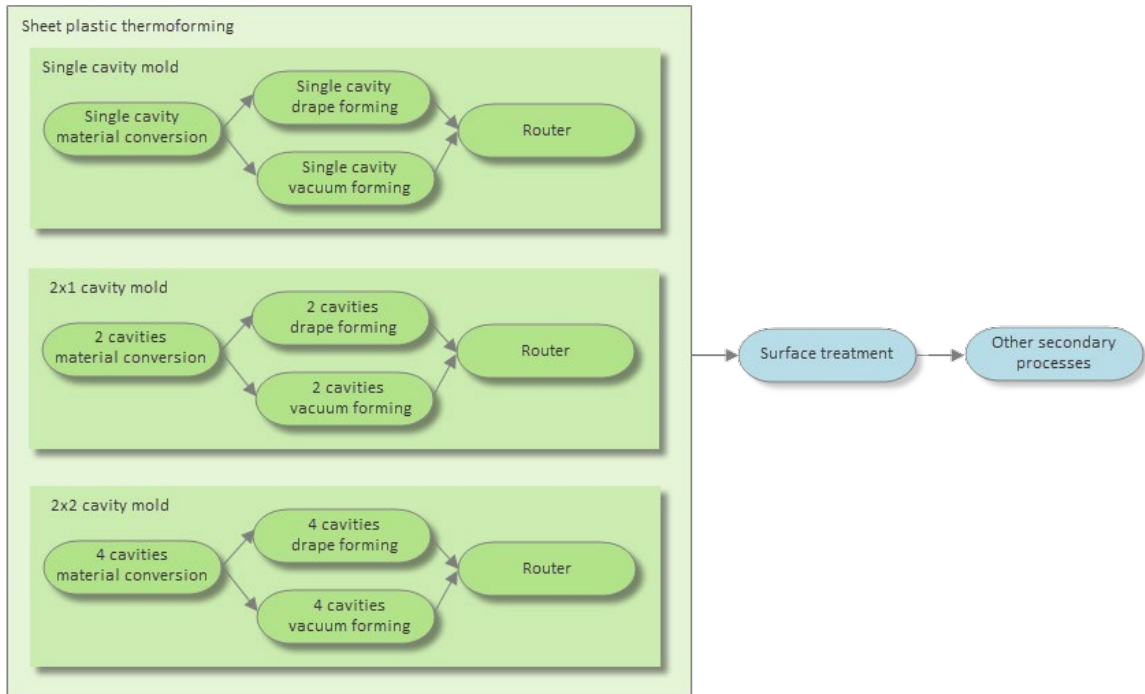 Sheet plastic thermoforming
Single cavity mold
Single cavity
material conversion
Single cavity
drape forming
Single cavity
vacuum forming
Router
2x1 cavity mold
2 cavities
material conversion
2 cavities
drape forming
2 cavities
vacuum forming
Router
2x2 cavity mold
4 cavities
material conversion
4 cavities
drape forming
4 cavities
vacuum forming
Router
Surface treatment
Other secondary
processes